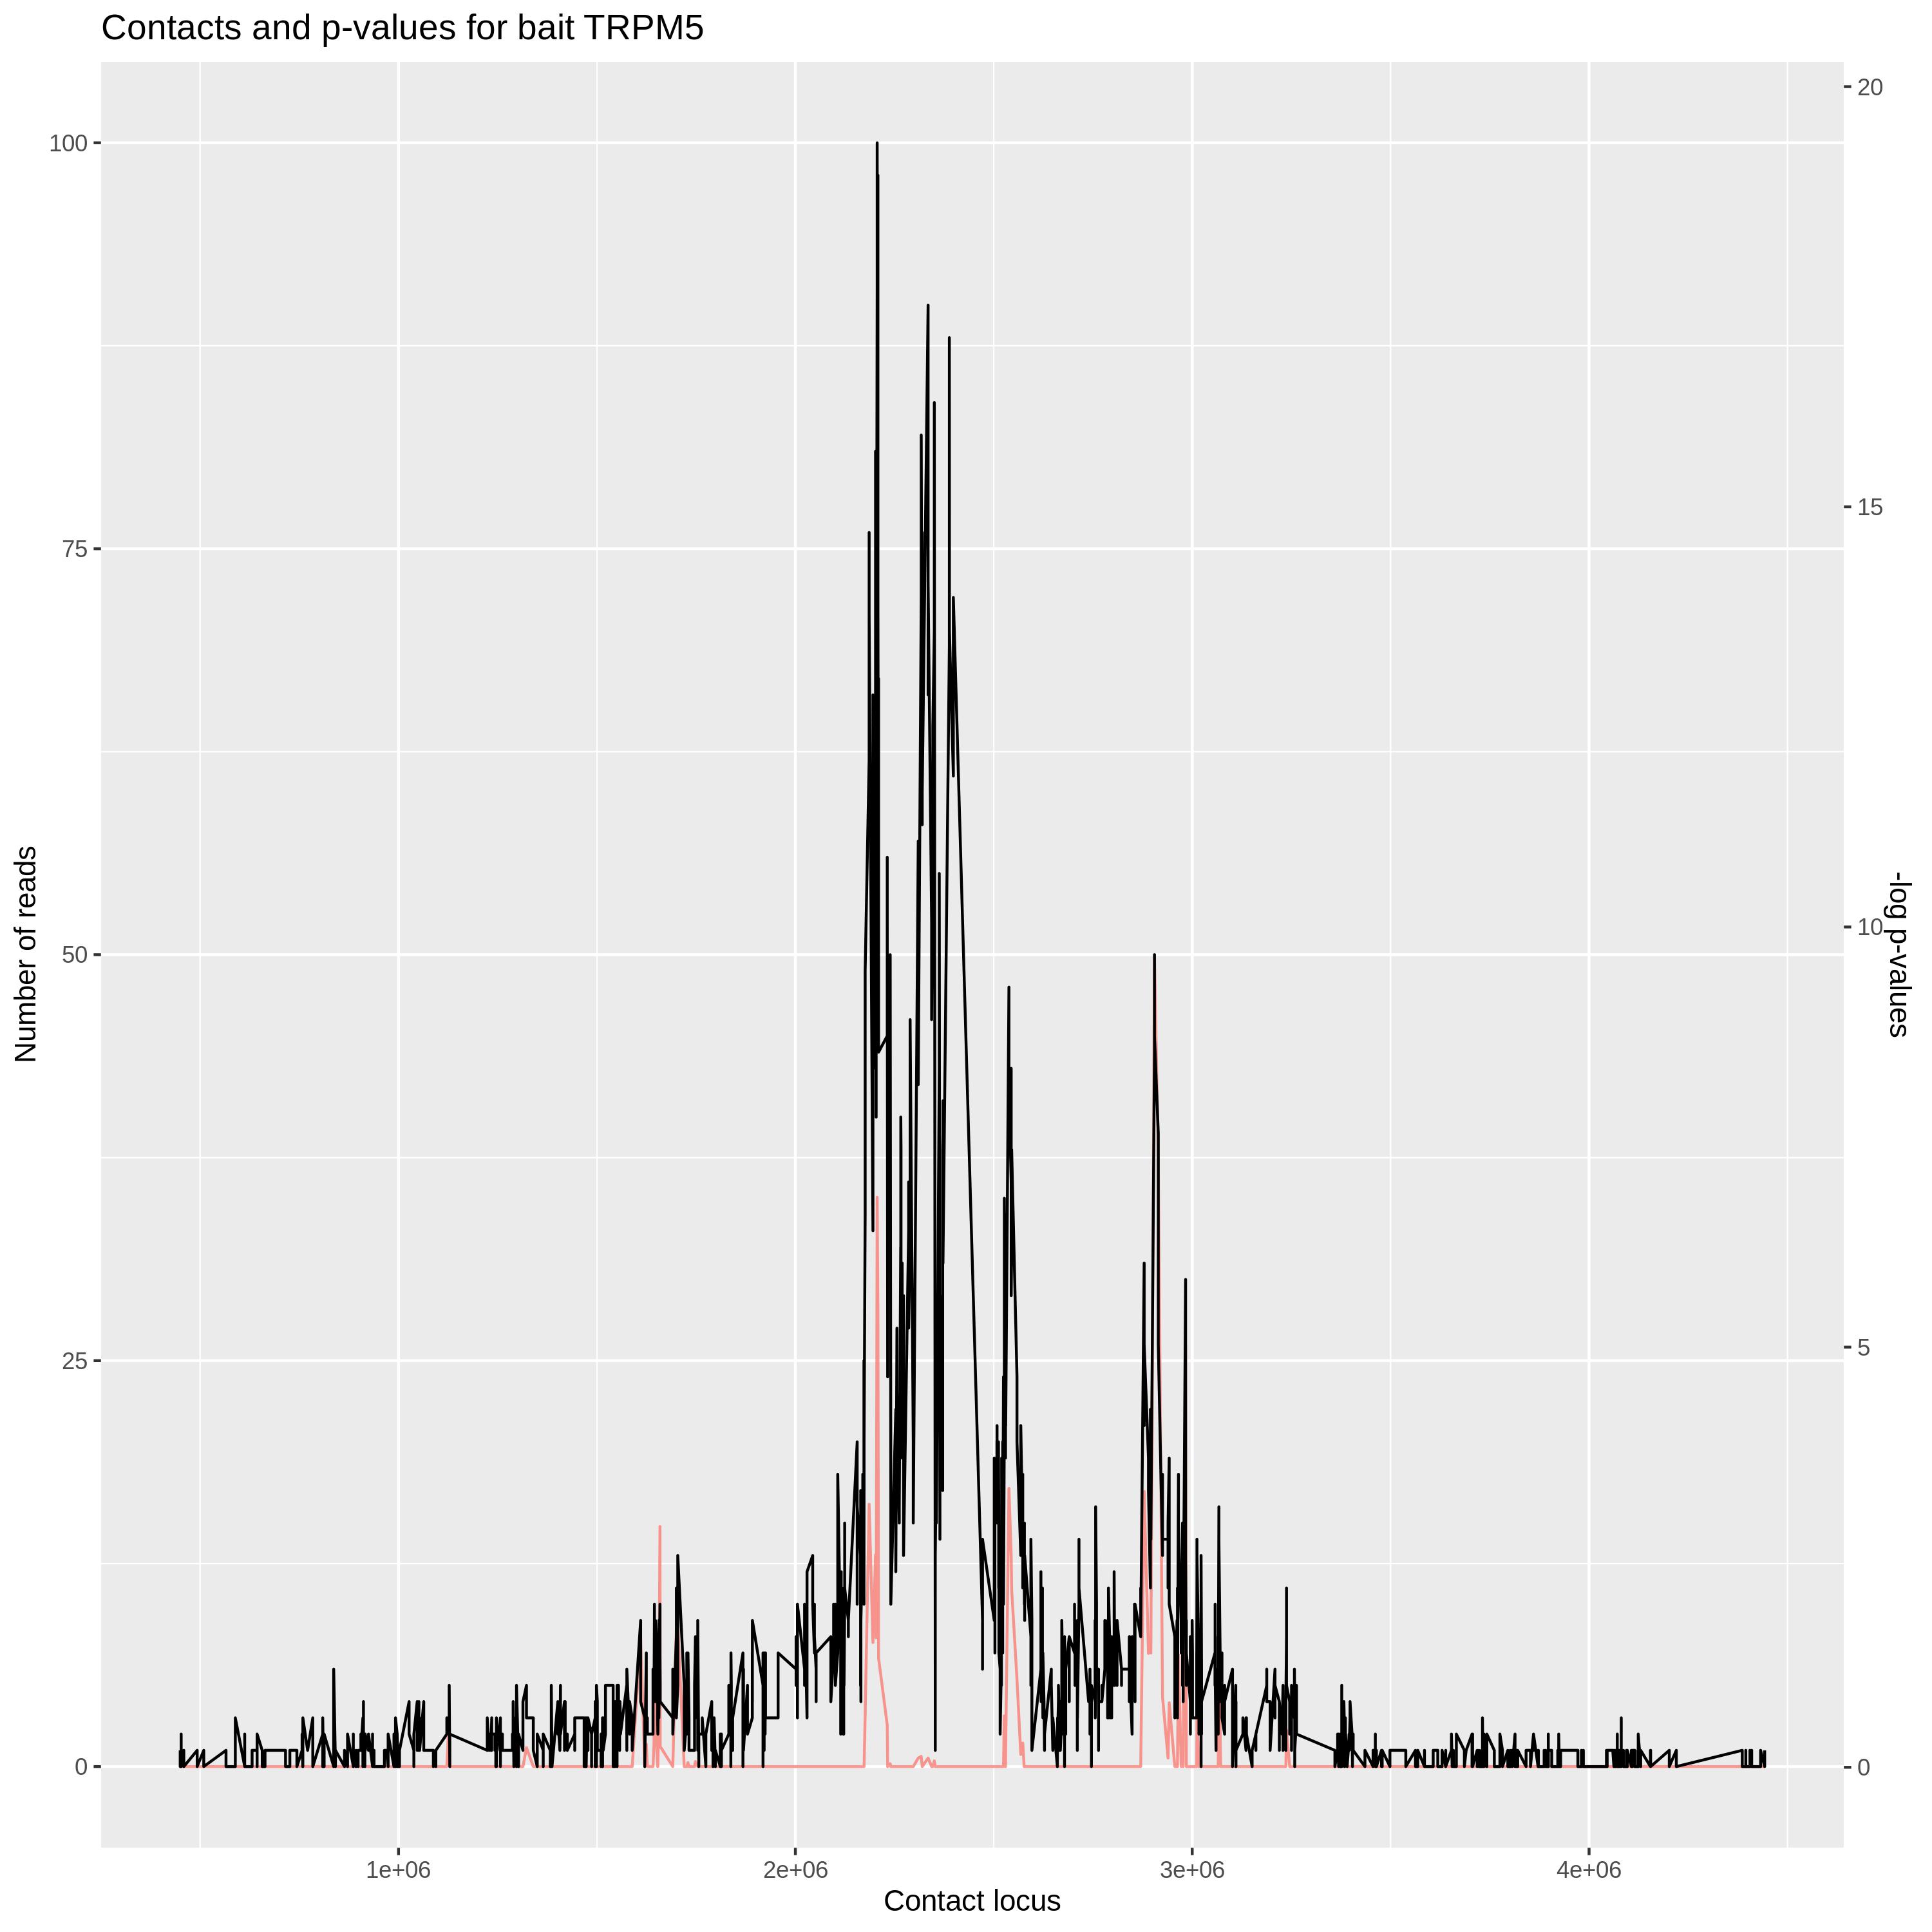 Contacts and p-values for bait TRPM5
100
75
50
25
0
Number of reads
20
15
10
5
0
-log p-values
1e+06
2e+06
3e+06
4e+06
Contact locus